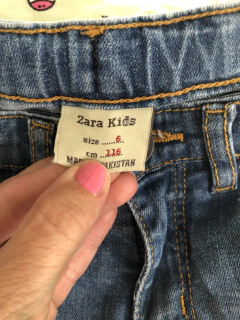 Zara Kids
size ......6
cm ....116
MADE IN PAKISTAN